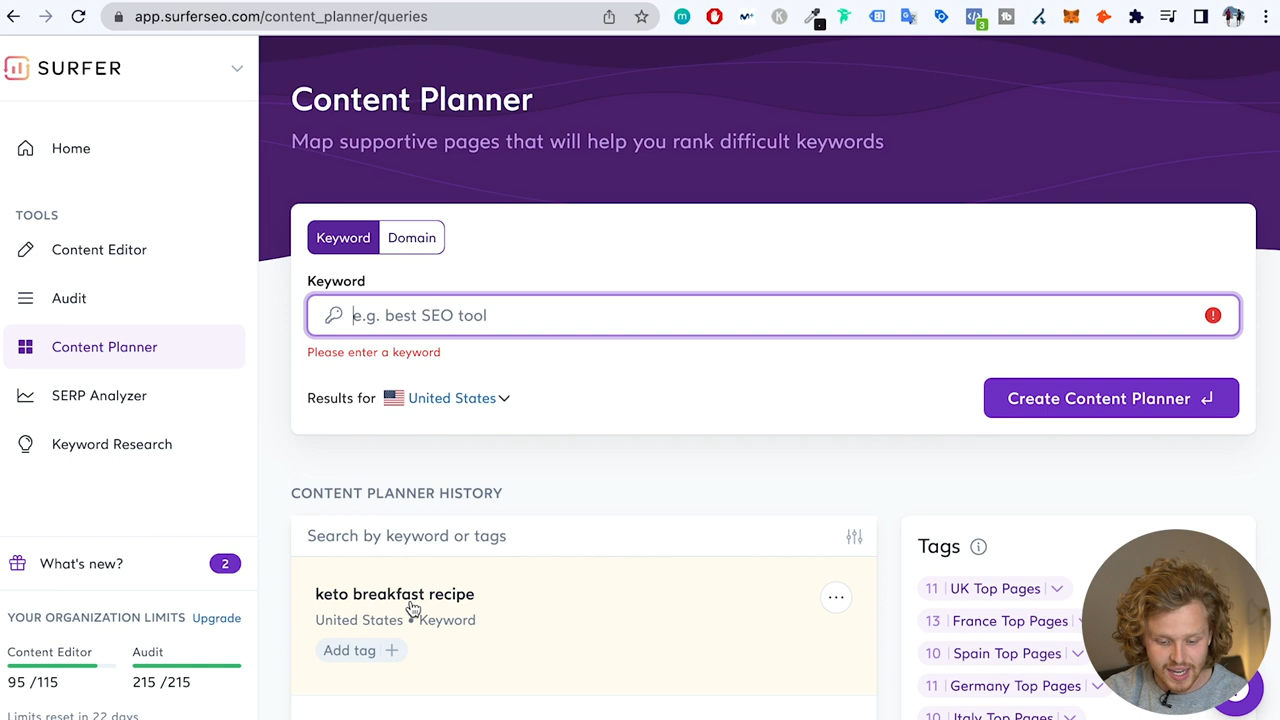 app.surferseo.com/content_planner/queries
SURFER
Home
TOOLS
Content Editor
Audit
Content Planner
SERP Analyzer
Keyword Research
What's new?
2
YOUR ORGANIZATION LIMITS Upgrade
Content Editor
95 /115
Audit
215 /215
Limits reset in 22 days
Content Planner
Map supportive pages that will help you rank difficult keywords
Keyword Domain
Keyword
e.g. best SEO tool
Please enter a keyword
Results for United States
Create Content Planner
CONTENT PLANNER HISTORY
Search by keyword or tags
keto breakfast recipe
United States • Keyword
Add tag
Tags
11 UK Top Pages
13 France Top Pages
10 Spain Top Pages
11 Germany Top Pages
10 Italy Top Pages